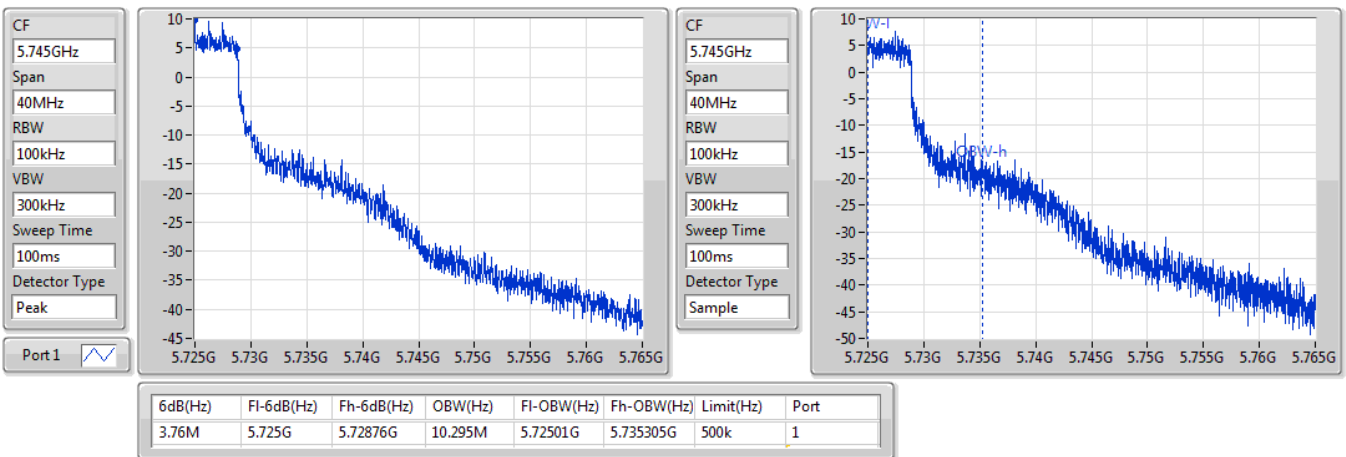 CF
5.745GHz
Span
40MHz
RBW
100kHz
VBW
300kHz
Sweep Time
100ms
Detector Type
Peak
Port 1
10
5
0
-5
-10
-15
-20
-25
-30
-35
-40
-45
5.725G 5.73G 5.735G 5.74G 5.745G 5.75G 5.755G 5.76G 5.765G
CF
5.745GHz
Span
40MHz
RBW
100kHz
VBW
300kHz
Sweep Time
100ms
Detector Type
Sample
10
5
0
-5
-10
-15
-20
-25
-30
-35
-40
-45
-50
OBW-h
5.725G 5.73G 5.735G 5.74G 5.745G 5.75G 5.755G 5.76G 5.765G
6dB(Hz) Fl-6dB(Hz) Fh-6dB(Hz) OBW(Hz) Fl-OBW(Hz) Fh-OBW(Hz) Limit(Hz) Port
3.76M 5.725G 5.72876G 10.295M 5.72501G 5.735305G 500k 1